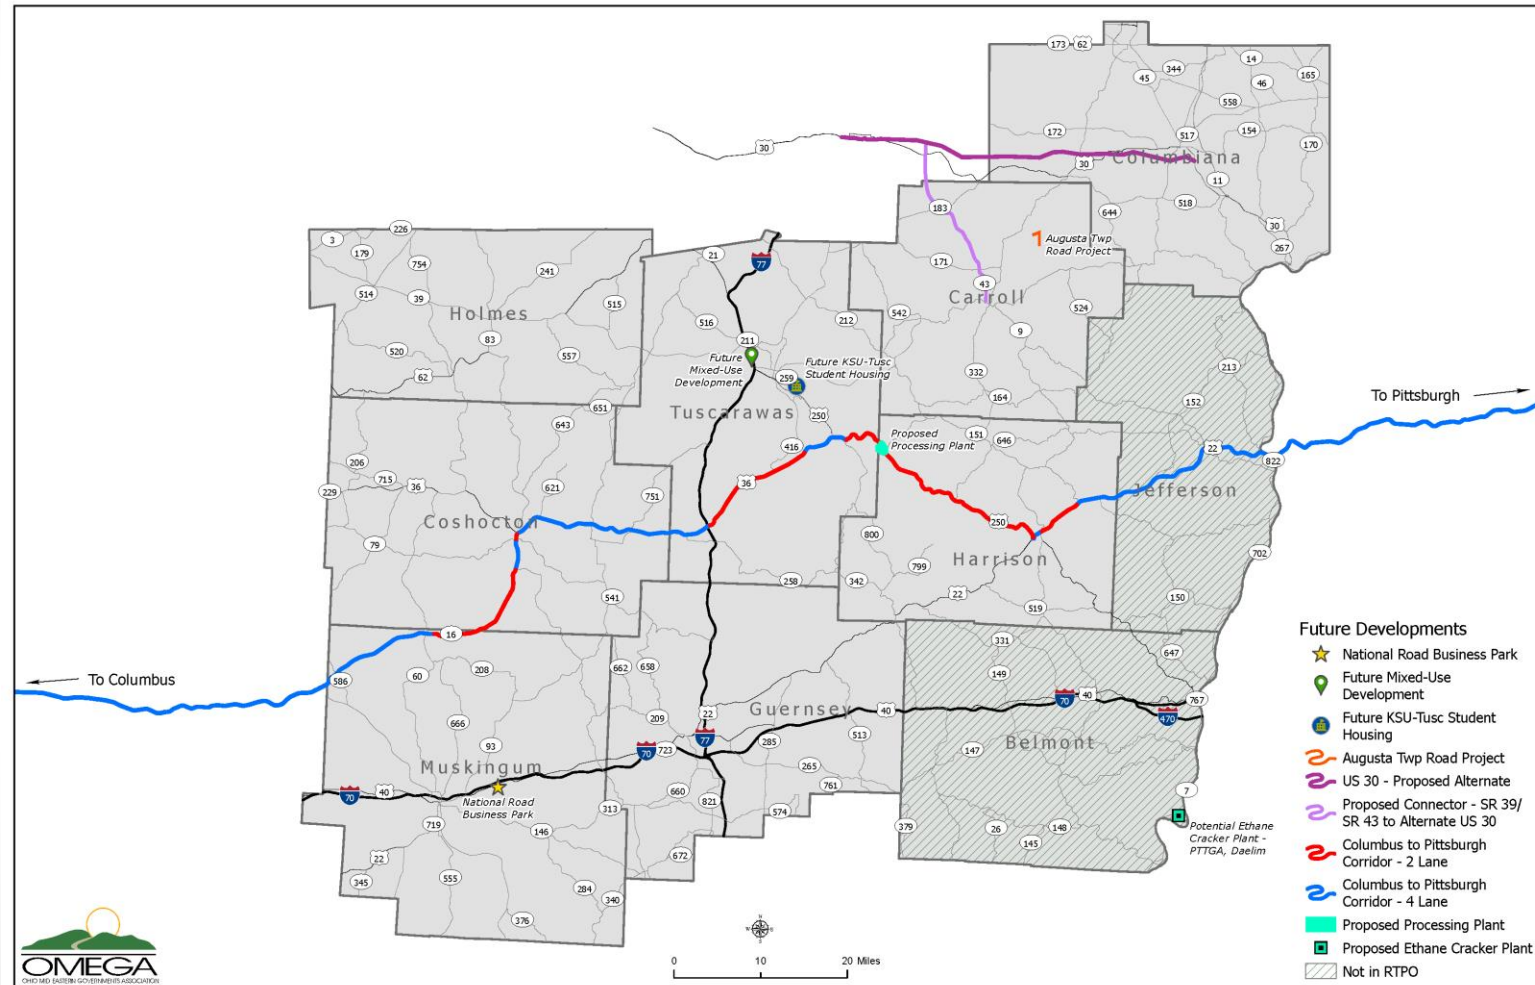 173
62
14
344
45
46
165
558
172
517
154
170
30
30
Columbiana
11
183
644
518
30
267
226
3
179
754
241
21
77
171
Augusta Twp
Road Project
43
Carroll
514
39
515
Holmes
83
516
212
542
524
9
520
557
211
62
Future
Mixed-Use
Development
259
Future KSU-Tusc
Student Housing
332
213
164
152
651
Tuscarawas
250
643
To Pittsburgh
416
Proposed
Processing Plant
151
646
22
822
206
715
36
229
621
751
36
Jefferson
Coshocton
250
79
800
Harrison
702
799
258
342
22
541
519
150
16
331
647
208
662
658
149
586
60
To Columbus
70
40
767
666
209
22
Guernsey
40
470
93
77
285
513
147
Belmont
Muskingum
70
723
265
761
7
70
40
National Road
Business Park
660
821
313
574
719
146
379
26
148
145
Potential Ethane
Cracker Plant -
PTTGA, Daelim
22
672
345
555
284
340
376
Future Developments
National Road Business Park
Future Mixed-Use
Development
Future KSU-Tusc Student
Housing
Augusta Twp Road Project
US 30 - Proposed Alternate
Proposed Connector - SR 39/
SR 43 to Alternate US 30
Columbus to Pittsburgh
Corridor - 2 Lane
Columbus to Pittsburgh
Corridor - 4 Lane
Proposed Processing Plant
Proposed Ethane Cracker Plant
Not in RTPO
OMEGA
OHIO MID EASTERN GOVERNMENTS ASSOCIATION
0 10 20 Miles